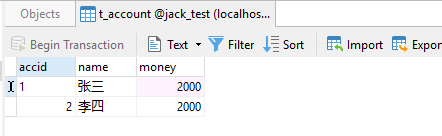 Objects t_account @jack_test (localhos...
Begin Transaction Text Filter Sort Import
accid name money
1 张三 2000
2 李四 2000